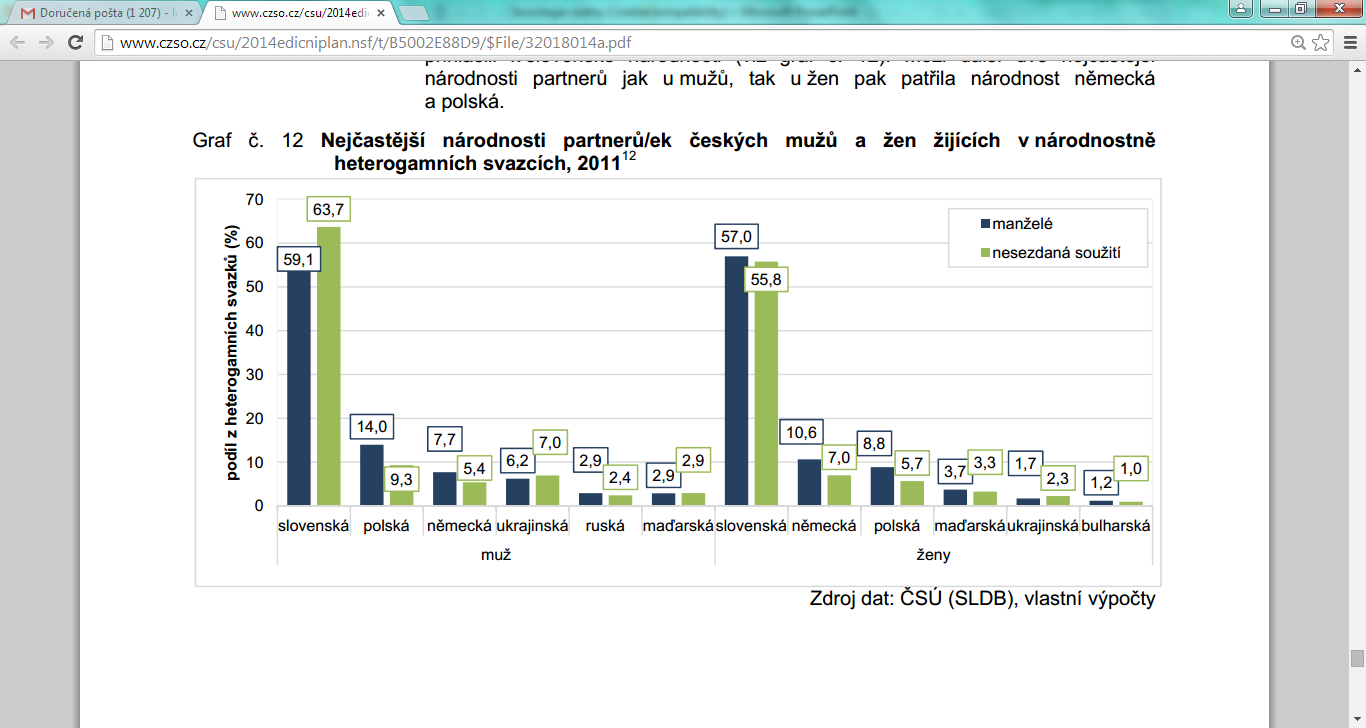 Doručená pošta (1 207) - l
www.czso.cz/csu/2014edi
www.czso.cz/csu/2014edicniplan.nsf/t/B5002E88D9/$File/32018014a.pdf
národnosti partnerů jak u mužů, tak u žen pak patřila národnost německá
a polská.
Graf č. 12 Nejčastější národnosti partnerů/ek českých mužů a žen žijících v národnostně
heterogamních svazcích, 2011¹²
podíl z heterogamních svazků (%)
70
60
50
40
30
20
10
0
manželé
nesezdaná soužití
59,1 63,7 14,0 9,3 7,7 5,4 6,2 7,0 2,9 2,4 2,9 2,9 57,0 55,8 10,6 7,0 8,8 5,7 3,7 3,3 1,7 2,3 1,2 1,0
slovenská polská německá ukrajinská ruská maďarská slovenská německá polská maďarská ukrajinská bulharská
muž ženy
Zdroj dat: ČSÚ (SLDB), vlastní výpočty